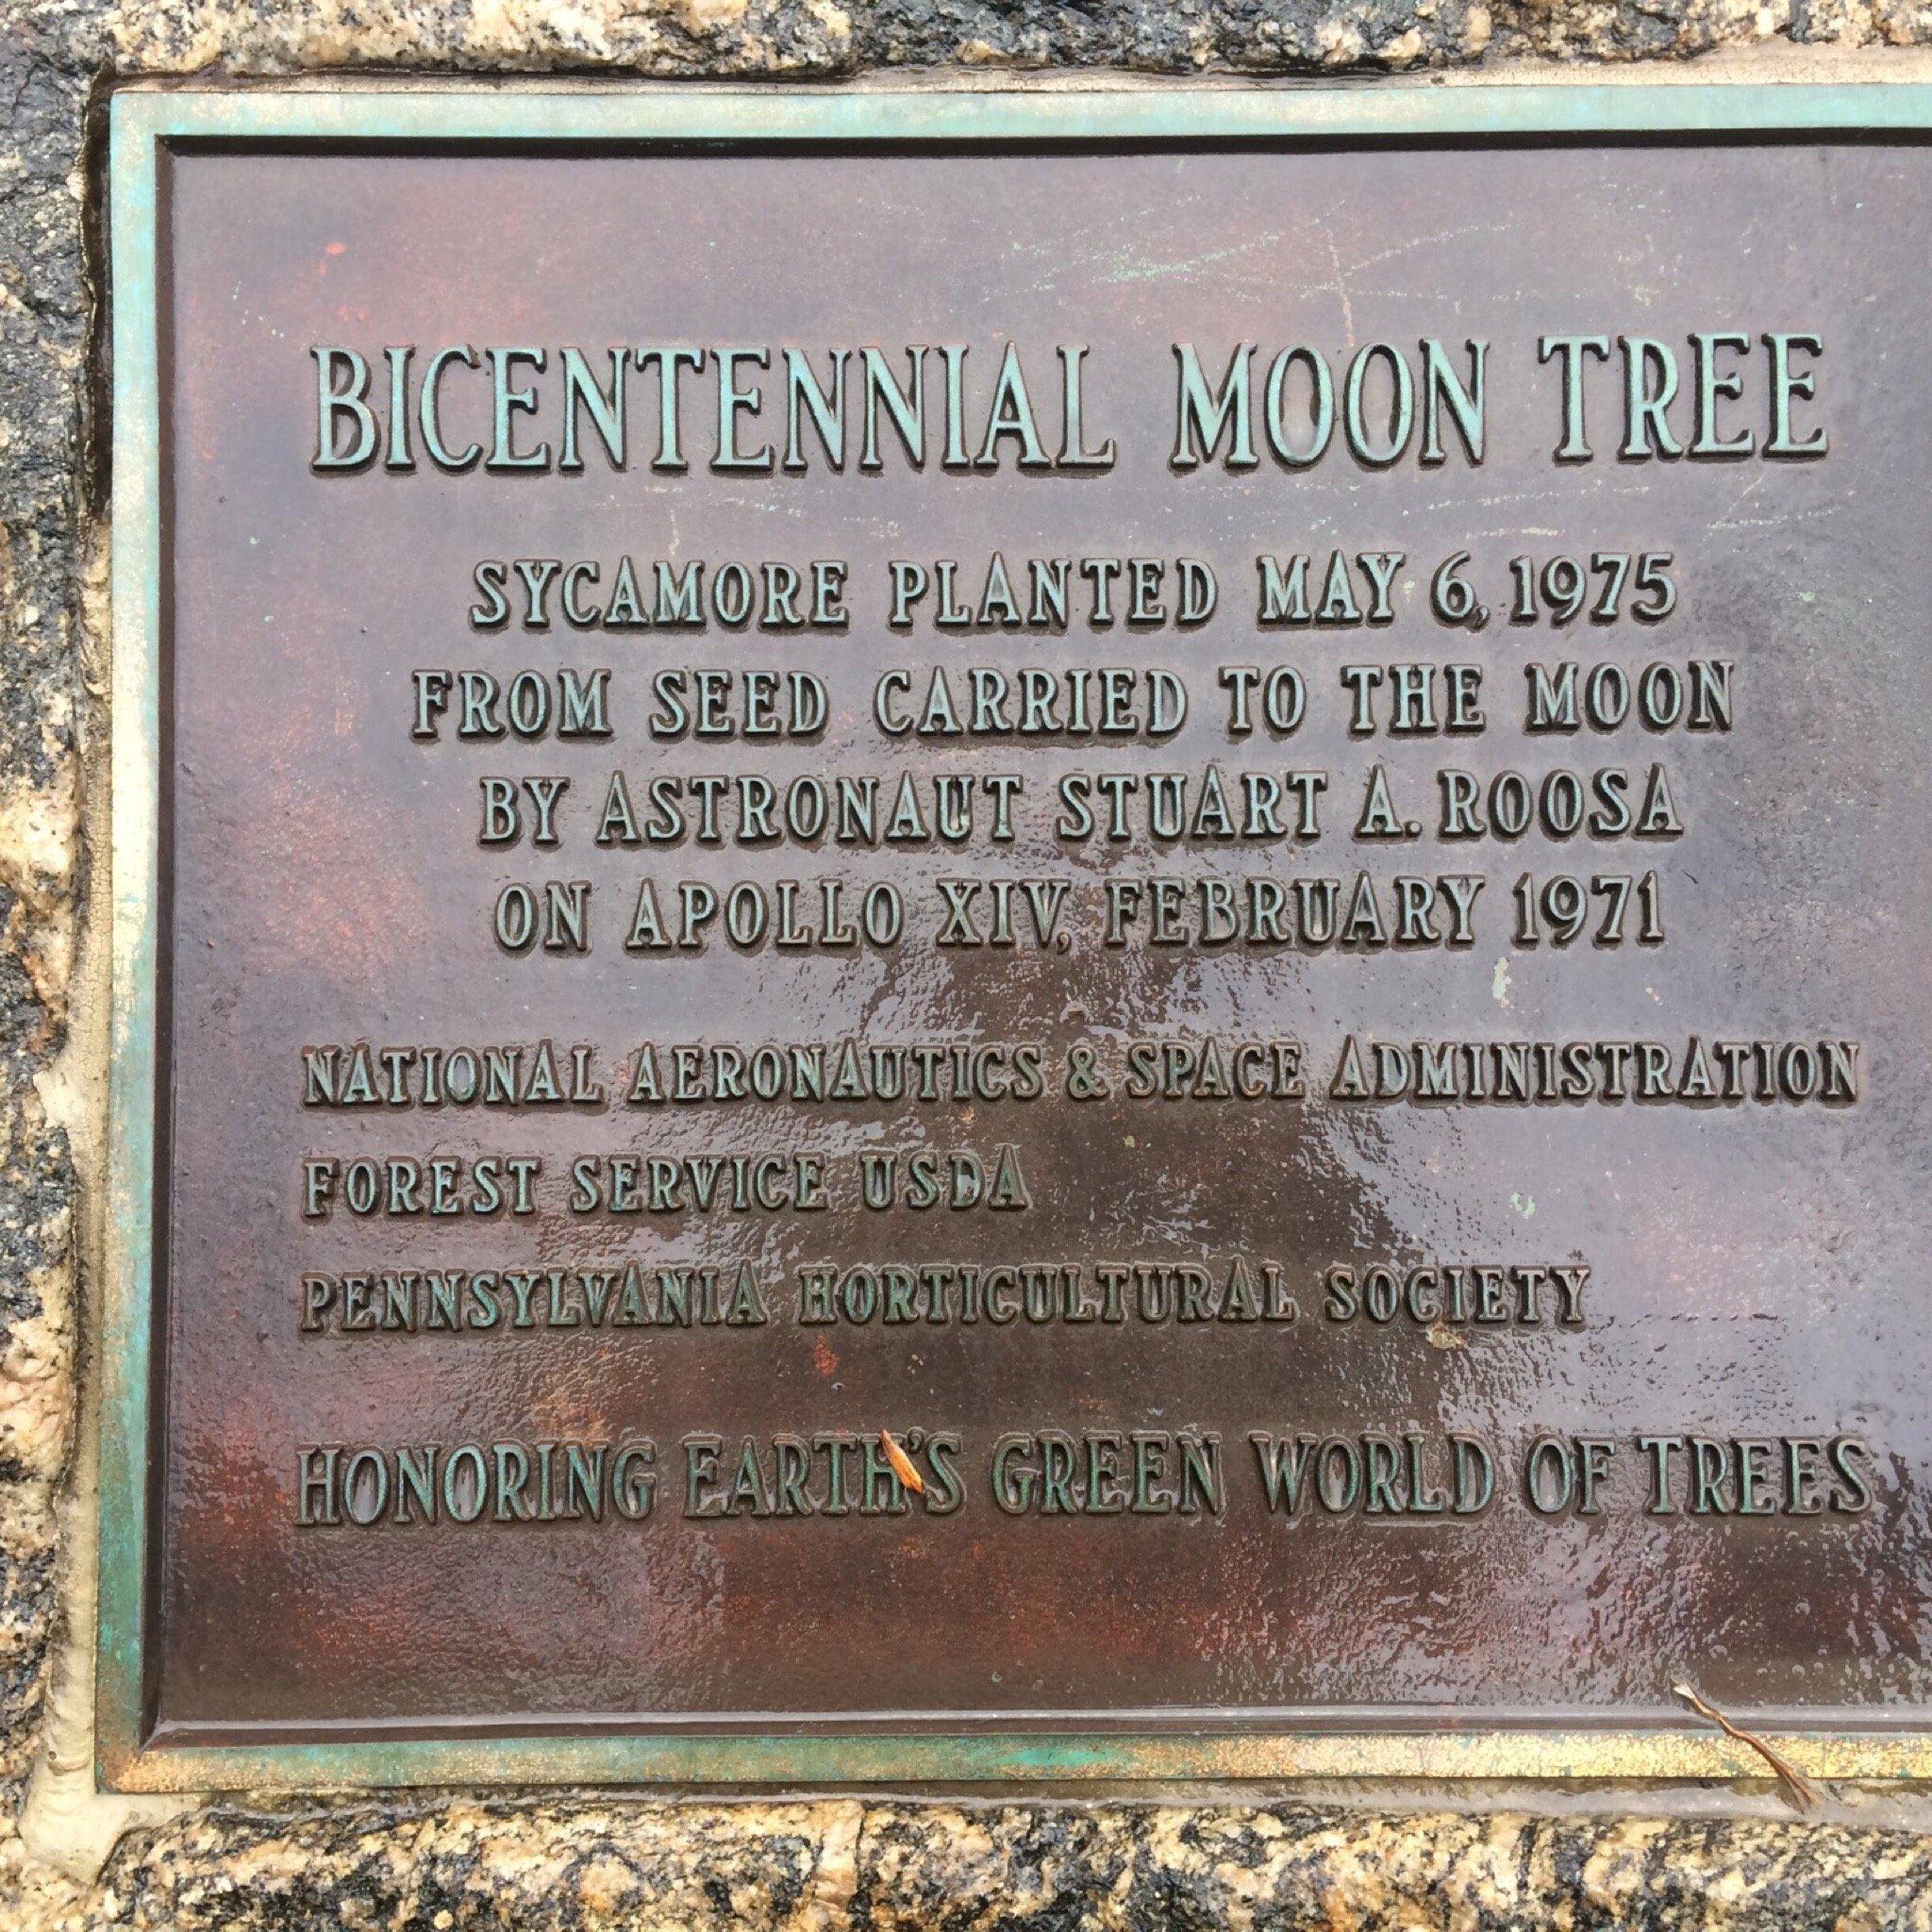 BICENTENNIAL MOON TREE
SYCAMORE PLANTED MAY 6, 1975
FROM SEED CARRIED TO THE MOON
BY ASTRONAUT STUART A. ROOSA
ON APOLLO XIV, FEBRUARY 1971
NATIONAL AERONAUTICS & SPACE ADMINISTRATION
FOREST SERVICE USDA
PENNSYLVANIA HORTICULTURAL SOCIETY
HONORING EARTH'S GREEN WORLD OF TREES